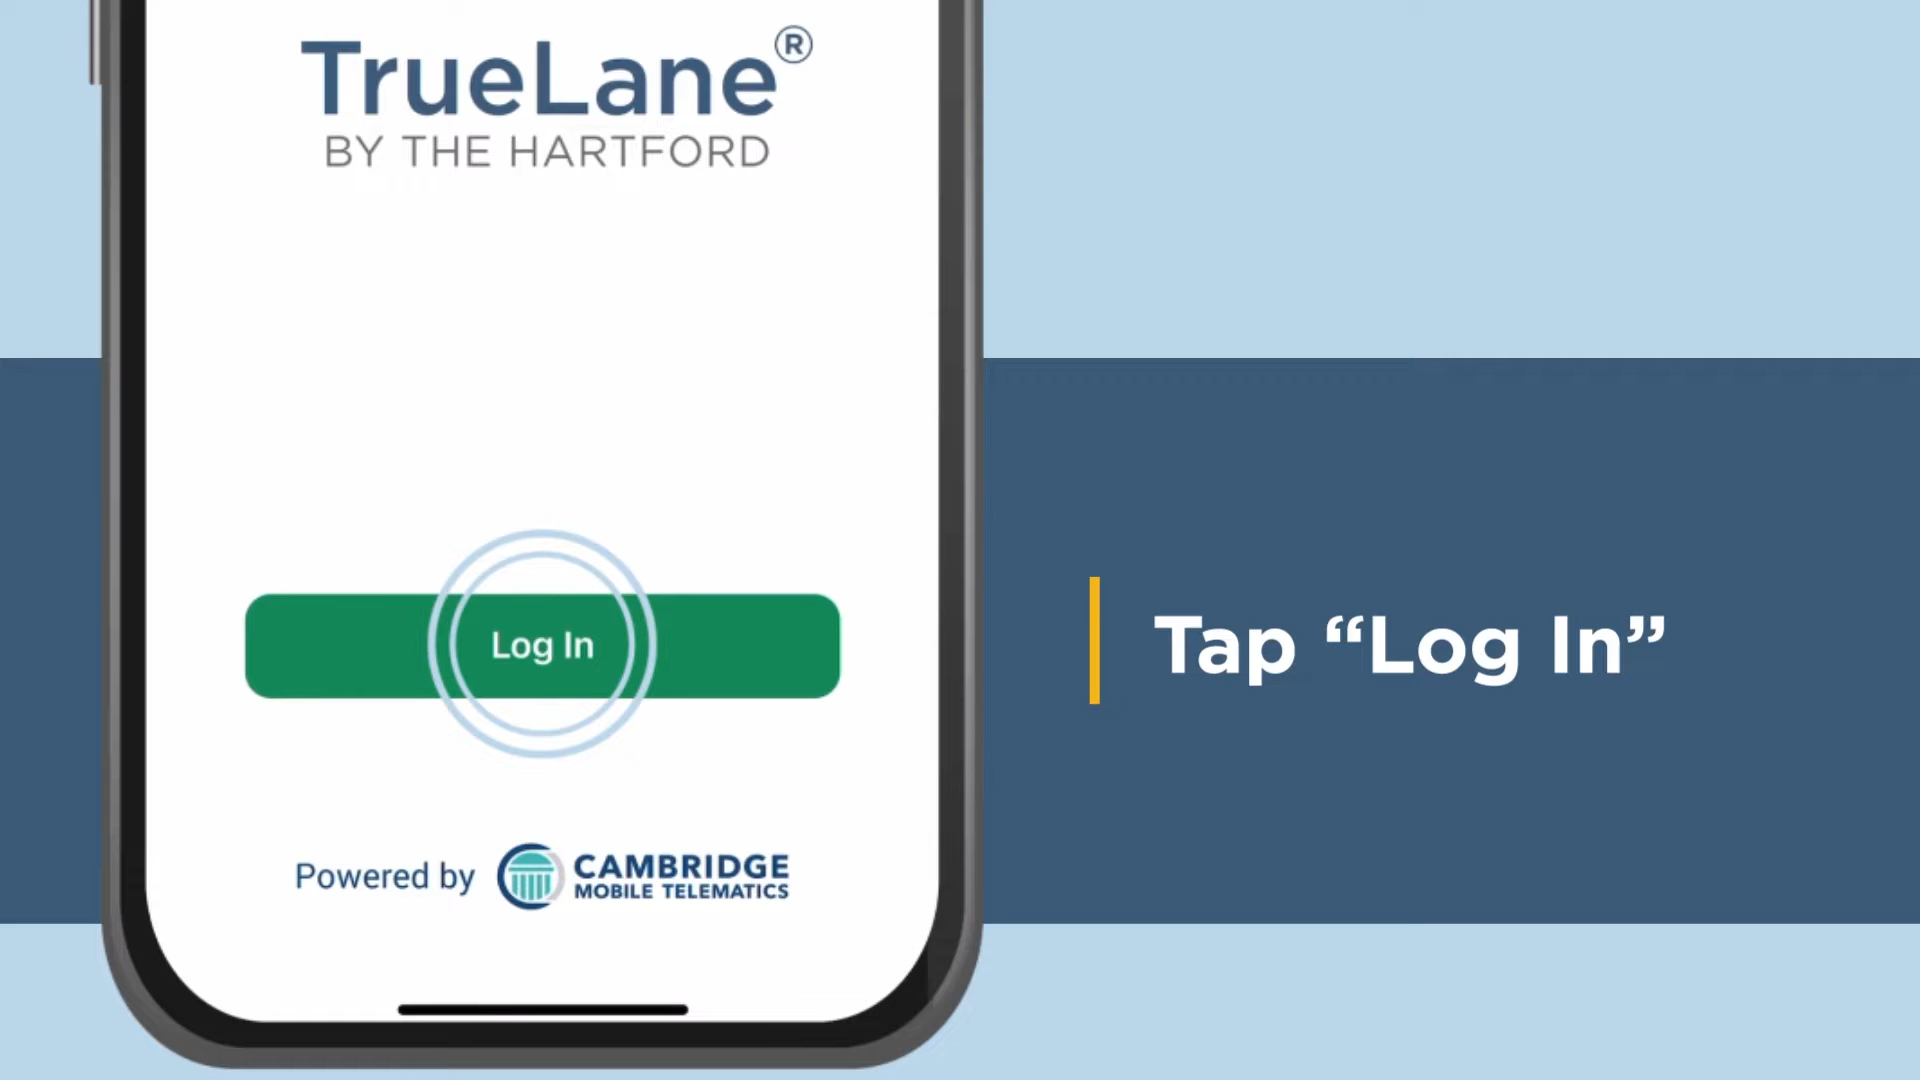 TrueLane®
BY THE HARTFORD
Log In
Tap “Log In”
Powered by
CAMBRIDGE
MOBILE TELEMATICS